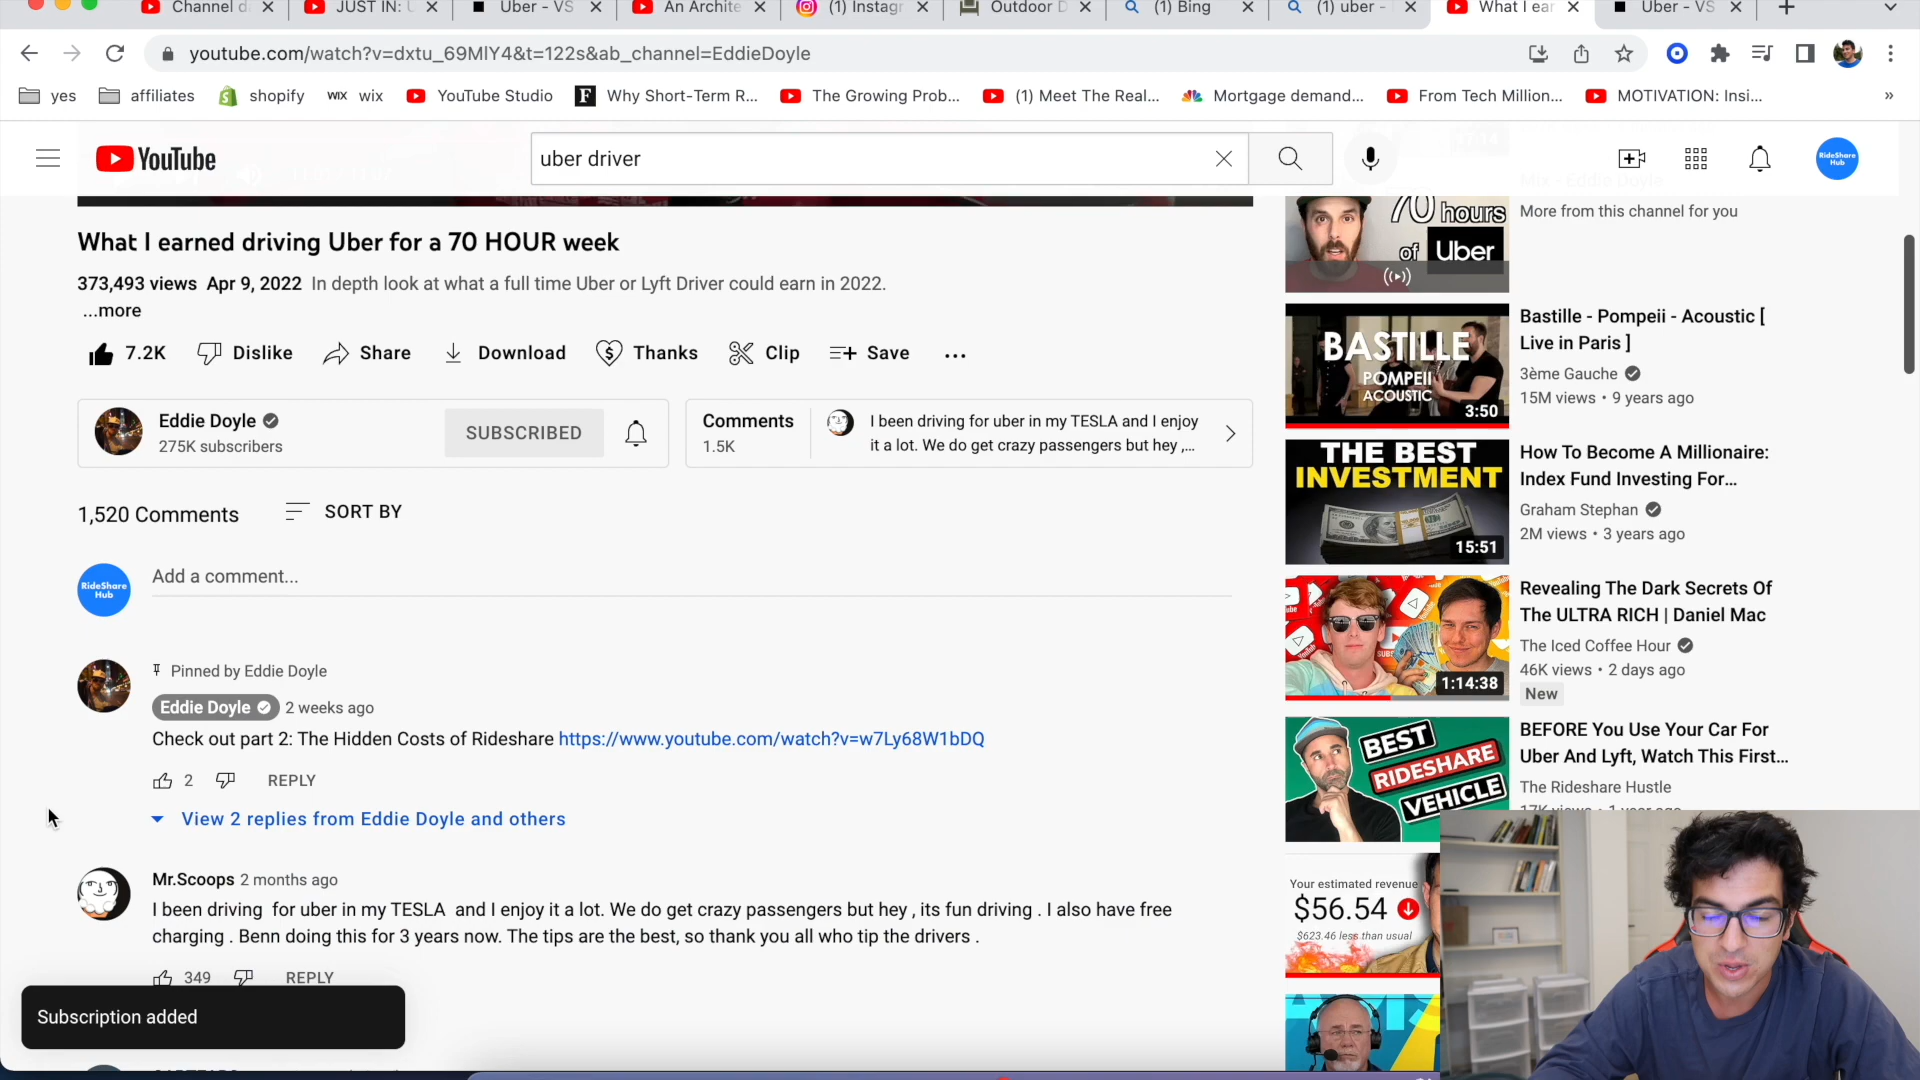 Channel d
JUST IN: U
Uber - VS
An Archite
(1) Instagr
Outdoor D
(1) Bing
(1) uber -
What I ear
Uber - VS
youtube.com/watch?v=dxtu_69MlY4&t=122s&ab_channel=EddieDoyle
yes
affiliates
shopify
WIX wix
YouTube Studio
F Why Short-Term R...
The Growing Prob...
(1) Meet The Real...
Mortgage demand...
From Tech Million...
MOTIVATION: Insi...
»
YouTube
uber driver
RideShare
Hub
What I earned driving Uber for a 70 HOUR week
373,493 views Apr 9, 2022 In depth look at what a full time Uber or Lyft Driver could earn in 2022.
...more
7.2K
Dislike
Share
Download
Thanks
Clip
Save
Eddie Doyle
275K subscribers
SUBSCRIBED
Comments
1.5K
I been driving for uber in my TESLA and I enjoy
it a lot. We do get crazy passengers but hey ,...
1,520 Comments
SORT BY
RideShare
Hub
Add a comment...
Pinned by Eddie Doyle
Eddie Doyle 2 weeks ago
Check out part 2: The Hidden Costs of Rideshare https://www.youtube.com/watch?v=w7Ly68W1bDQ
2
REPLY
View 2 replies from Eddie Doyle and others
Mr.Scoops 2 months ago
I been driving for uber in my TESLA and I enjoy it a lot. We do get crazy passengers but hey , its fun driving . I also have free
charging . Benn doing this for 3 years now. The tips are the best, so thank you all who tip the drivers .
349
REPLY
Subscription added
Mix - Eddie Doyle
More from this channel for you
70 hours
of Uber
BASTILLE
POMPEII
ACOUSTIC
3:50
Bastille - Pompeii - Acoustic [
Live in Paris ]
3ème Gauche
15M views • 9 years ago
THE BEST
INVESTMENT
15:51
How To Become A Millionaire:
Index Fund Investing For...
Graham Stephan
2M views • 3 years ago
1:14:38
Revealing The Dark Secrets Of
The ULTRA RICH | Daniel Mac
The Iced Coffee Hour
46K views • 2 days ago
New
BEST
RIDESHARE
VEHICLE
BEFORE You Use Your Car For
Uber And Lyft, Watch This First...
The Rideshare Hustle
17K views • 1 year ago
Your estimated revenue
$56.54
$623.46 less than usual